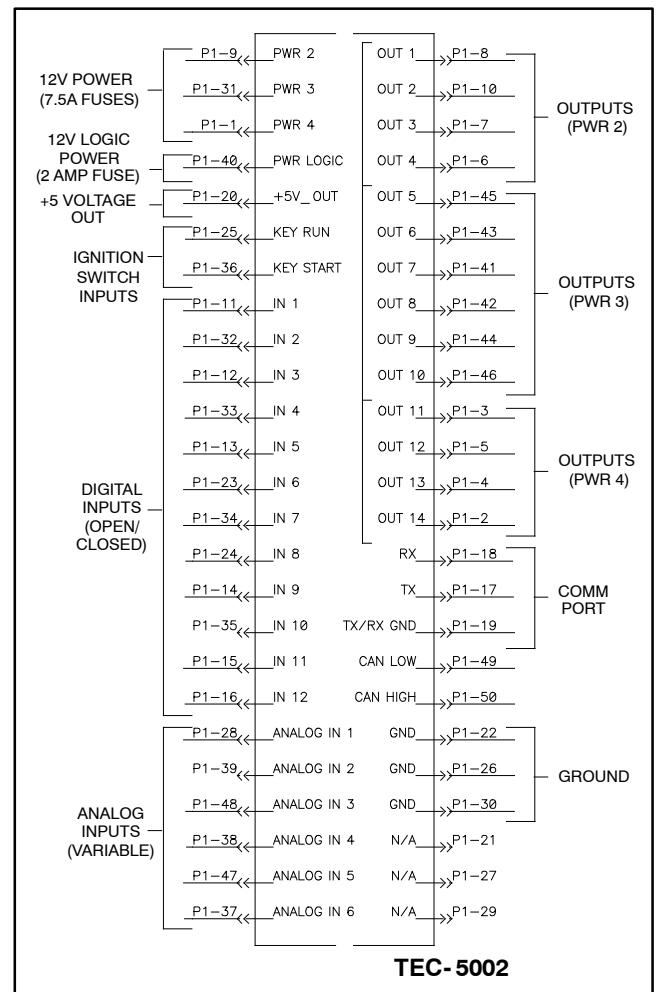 12V POWER
(7.5A FUSES)
12V LOGIC
POWER
(2 AMP FUSE)
+5 VOLTAGE
OUT
IGNITION
SWITCH
INPUTS
DIGITAL
INPUTS
(OPEN/
CLOSED)
ANALOG
INPUTS
(VARIABLE)
P1-9 PWR 2 OUT 1 P1-8
P1-31 PWR 3 OUT 2 P1-10
P1-1 PWR 4 OUT 3 P1-7
P1-40 PWR LOGIC OUT 4 P1-6
P1-20 +5V_OUT OUT 5 P1-45
P1-25 KEY RUN OUT 6 P1-43
P1-36 KEY START OUT 7 P1-41
P1-11 IN 1 OUT 8 P1-42
P1-32 IN 2 OUT 9 P1-44
P1-12 IN 3 OUT 10 P1-46
P1-33 IN 4 OUT 11 P1-3
P1-13 IN 5 OUT 12 P1-5
P1-23 IN 6 OUT 13 P1-4
P1-34 IN 7 OUT 14 P1-2
P1-24 IN 8 RX P1-18
P1-14 IN 9 TX P1-17
P1-35 IN 10 TX/RX GND P1-19
P1-15 IN 11 CAN LOW P1-49
P1-16 IN 12 CAN HIGH P1-50
P1-28 ANALOG IN 1 GND P1-22
P1-39 ANALOG IN 2 GND P1-26
P1-48 ANALOG IN 3 GND P1-30
P1-38 ANALOG IN 4 N/A P1-21
P1-47 ANALOG IN 5 N/A P1-27
P1-37 ANALOG IN 6 N/A P1-29
OUTPUTS
(PWR 2)
OUTPUTS
(PWR 3)
OUTPUTS
(PWR 4)
COMM
PORT
GROUND
TEC-5002